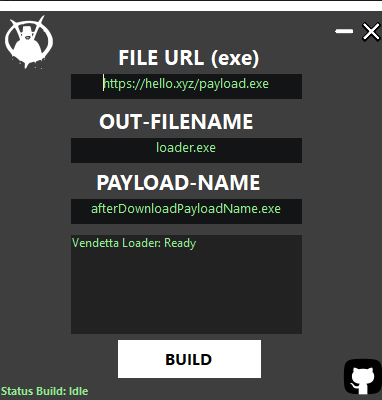 FILE URL (exe)
https://hello.xyz/payload.exe
OUT-FILENAME
loader.exe
PAYLOAD-NAME
afterDownloadPayloadName.exe
Vendetta Loader: Ready
BUILD
Status Build: Idle